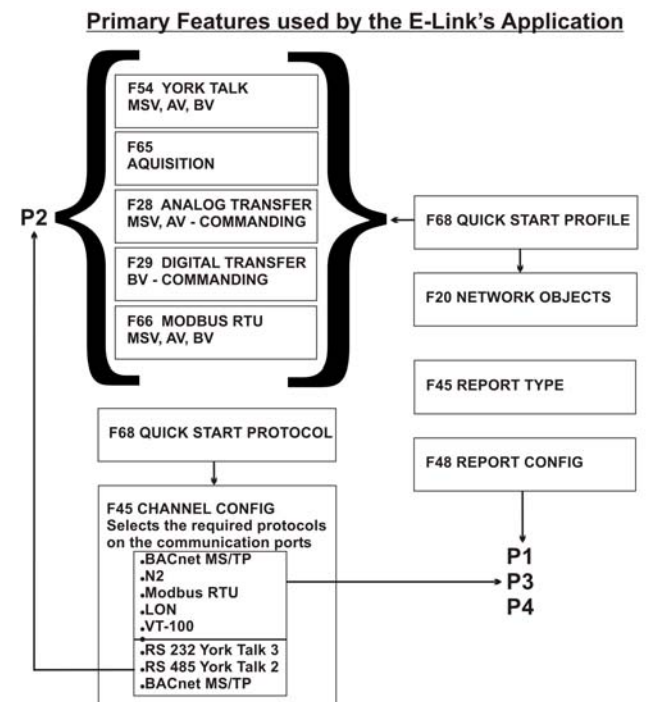 Primary Features used by the E-Link's Application
F54 YORK TALK
MSV, AV, BV
F65
AQUISITION
F28 ANALOG TRANSFER
MSV, AV - COMMANDING
F29 DIGITAL TRANSFER
BV - COMMANDING
F66 MODBUS RTU
MSV, AV, BV
P2
F68 QUICK START PROFILE
F20 NETWORK OBJECTS
F45 REPORT TYPE
F48 REPORT CONFIG
P1
P3
P4
F68 QUICK START PROTOCOL
F45 CHANNEL CONFIG
Selects the required protocols
on the communication ports
.BACnet MS/TP
.N2
.Modbus RTU
.LON
.VT-100
.RS 232 York Talk 3
.RS 485 York Talk 2
BACnet MS/TP